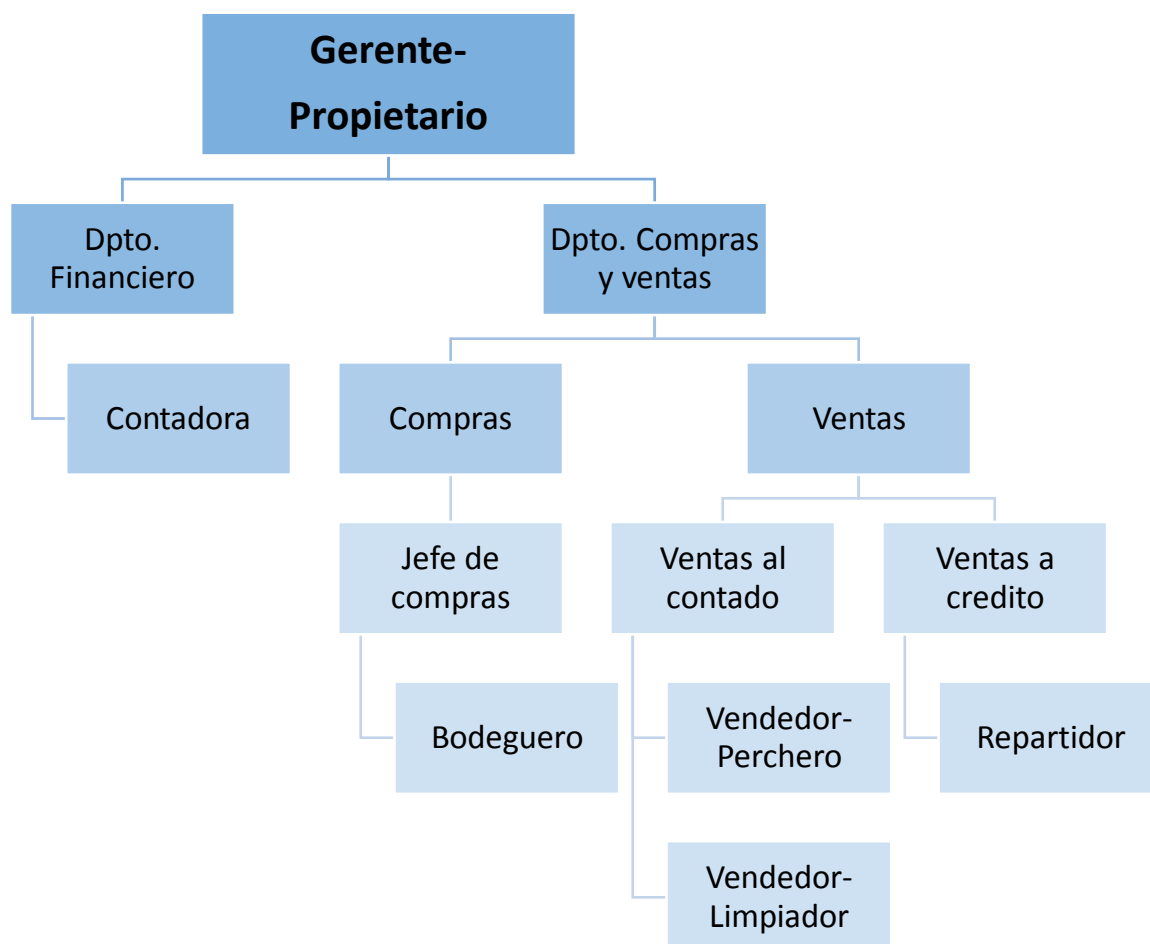 Gerente-
Propietario
Dpto.
Financiero
Dpto. Compras
y ventas
Contadora
Compras
Ventas
Jefe de
compras
Ventas al
contado
Ventas a
credito
Bodeguero
Vendedor-
Perchero
Repartidor
Vendedor-
Limpiador